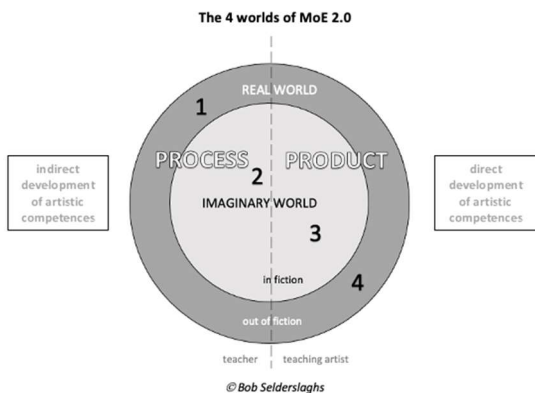 The 4 worlds of MoE 2.0
REAL WORLD
1
PROCESS
PRODUCT
2
IMAGINARY WORLD
3
4
in fiction
out of fiction
indirect
development
of artistic
competences
direct
development
of artistic
competences
teacher
teaching artist
© Bob Selderslaghs